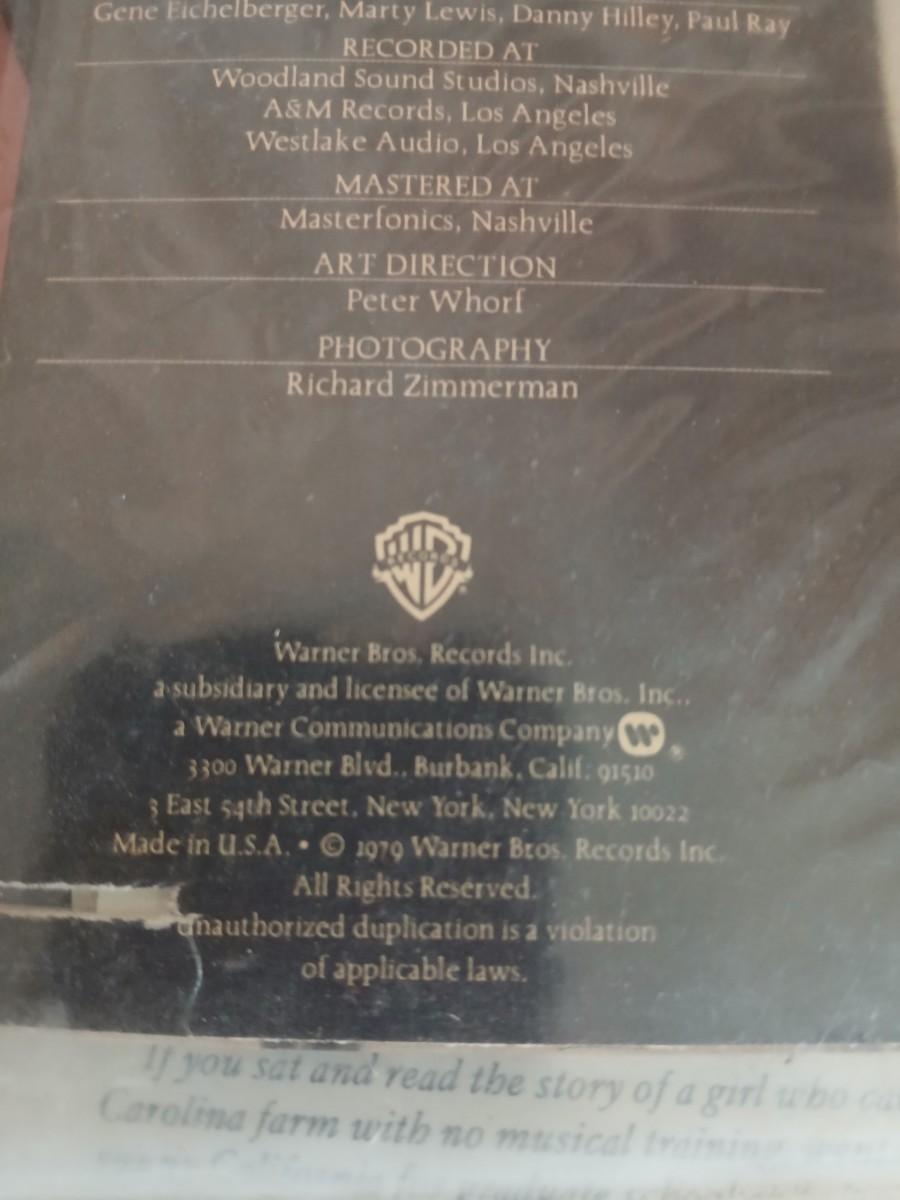 Gene Eichelberger, Marty Lewis, Danny Hilley, Paul Ray
RECORDED AT
Woodland Sound Studios, Nashville
A&M Records, Los Angeles
Westlake Audio, Los Angeles
MASTERED AT
Masterfonics, Nashville
ART DIRECTION
Peter Whorf
PHOTOGRAPHY
Richard Zimmerman
RECORDS
Warner Bros. Records Inc.
a subsidiary and licensee of Warner Bros. Inc.,
a Warner Communications Company
3300 Warner Blvd., Burbank, Calif. 91510
3 East 54th Street, New York, New York 10022
Made in U.S.A. • © 1979 Warner Bros. Records Inc.
All Rights Reserved.
Unauthorized duplication is a violation
of applicable laws.
If you sat and read the story of a girl who
Carolina farm with no musical training,